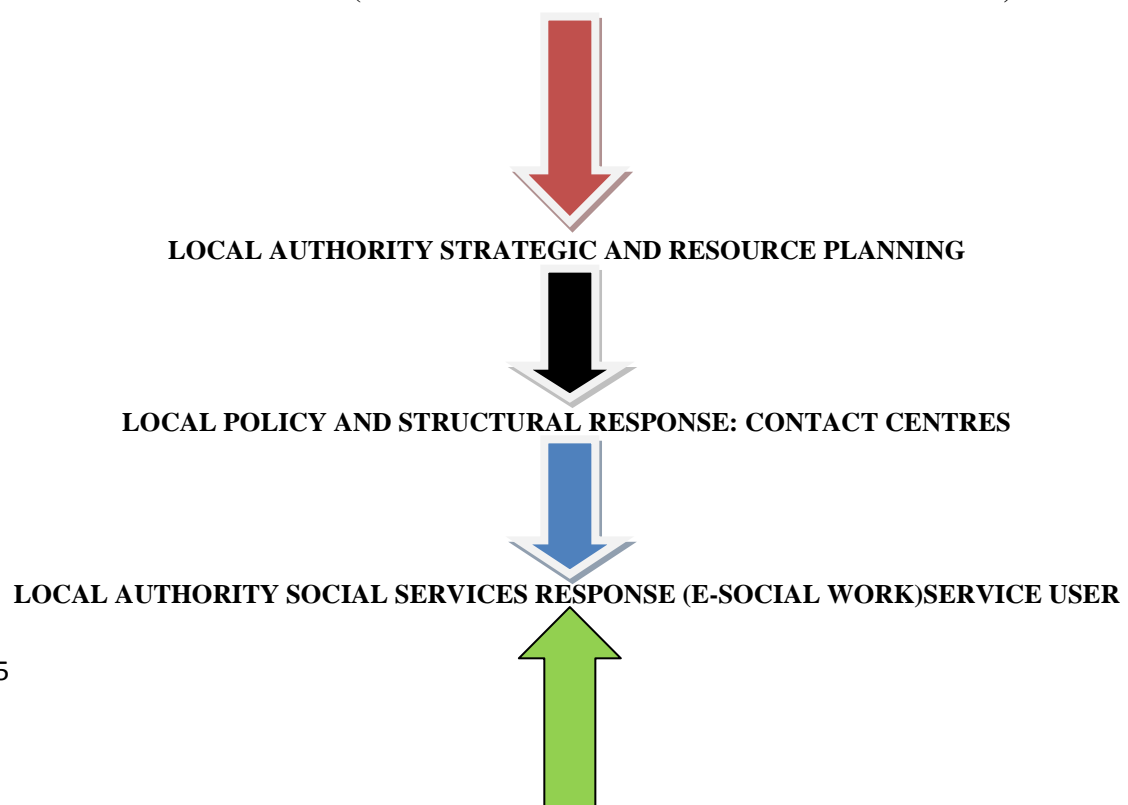 LOCAL AUTHORITY STRATEGIC AND RESOURCE PLANNING
LOCAL POLICY AND STRUCTURAL RESPONSE: CONTACT CENTRES
LOCAL AUTHORITY SOCIAL SERVICES RESPONSE (E-SOCIAL WORK)SERVICE USER
5